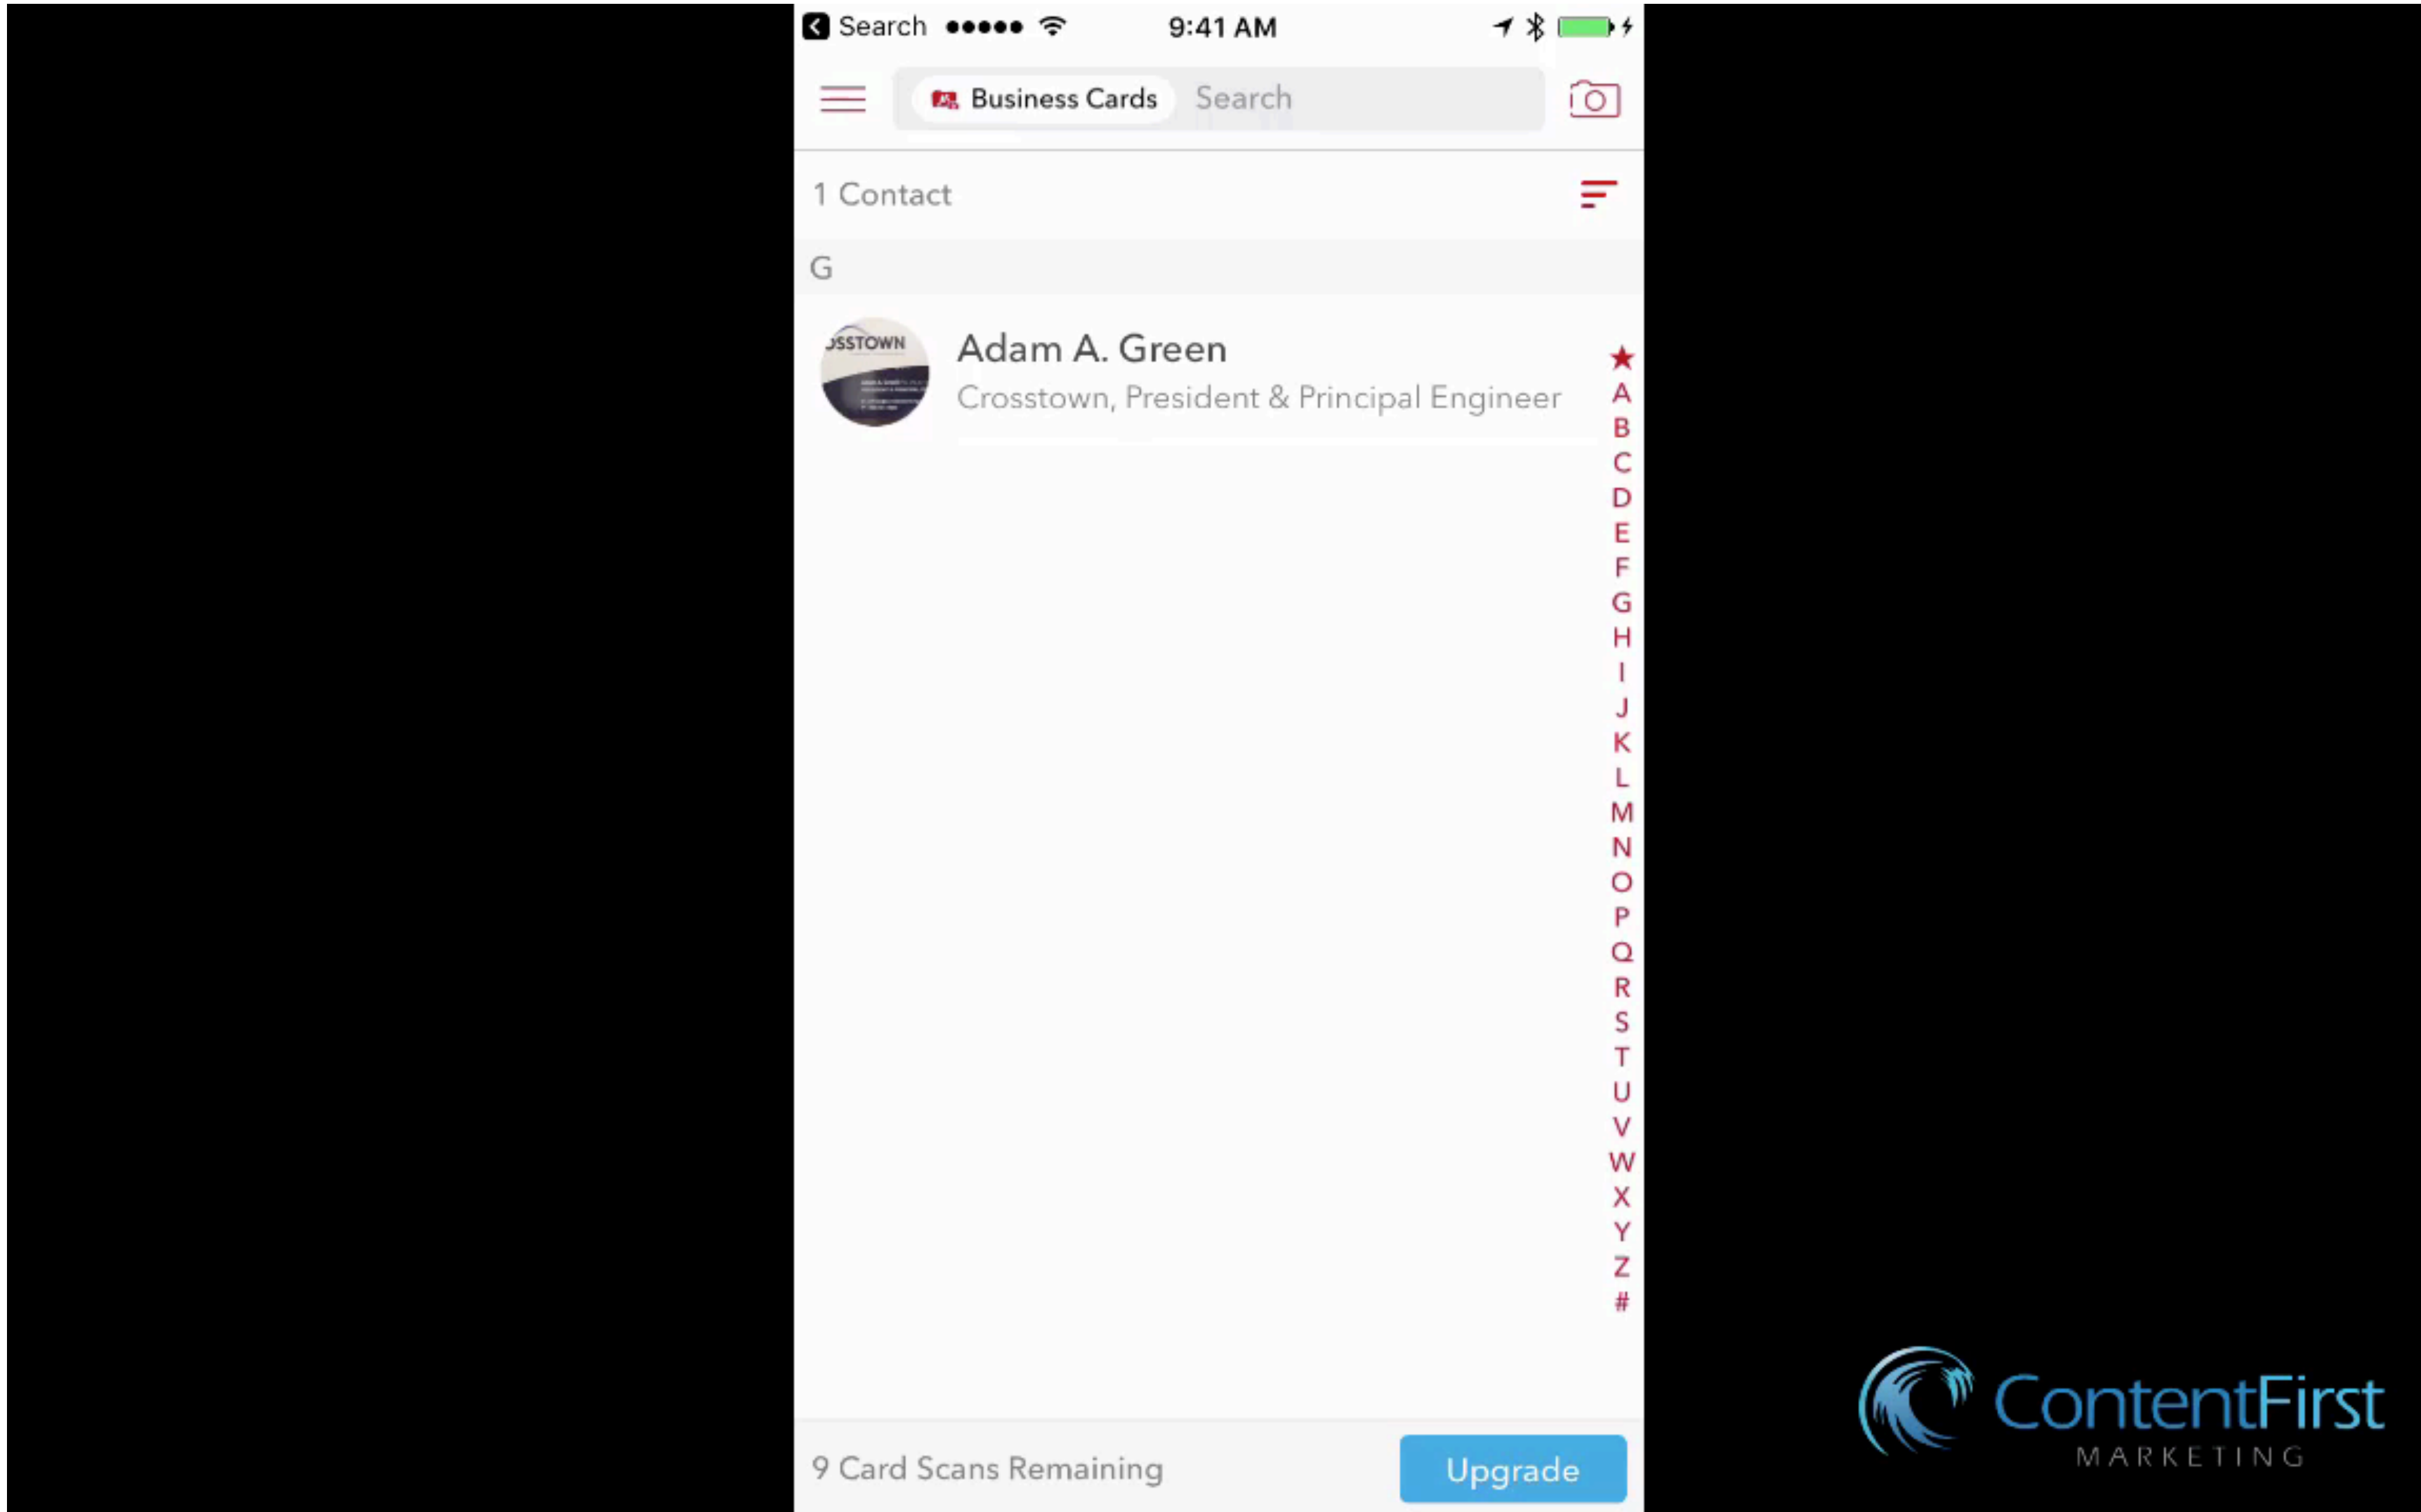 Search 9:41 AM
Business Cards Search
1 Contact
G
OSSTOWN
Adam A. Green
Crosstown, President & Principal Engineer
★
A
B
C
D
E
F
G
H
I
J
K
L
M
N
O
P
Q
R
S
T
U
V
W
X
Y
Z
#
9 Card Scans Remaining
Upgrade
ContentFirst
MARKETING